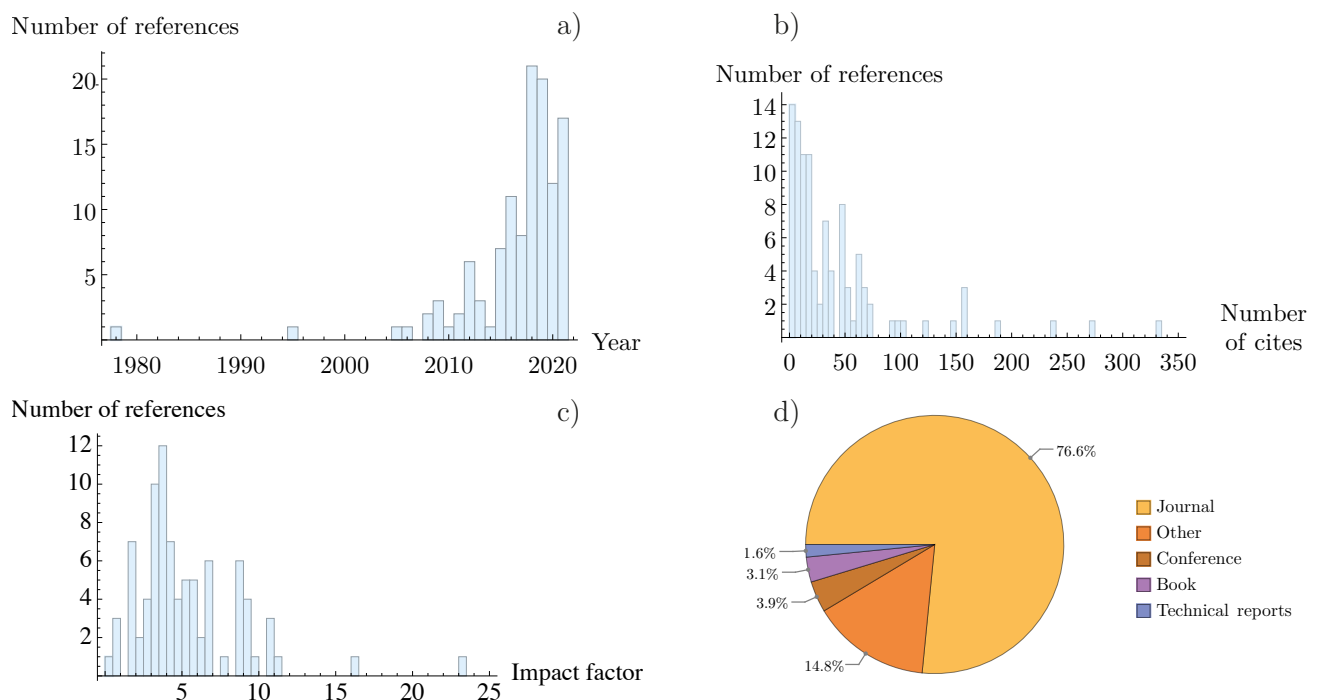 Number of references
a)
20
15
10
5
1980 1990 2000 2010 2020
Year
b)
Number of references
14
12
10
8
6
4
2
0 50 100 150 200 250 300 350
Number
of cites
Number of references
c)
12
10
8
6
4
2
5 10 15 20 25
Impact factor
d)
76.6%
1.6%
3.1%
3.9%
14.8%
Journal
Other
Conference
Book
Technical reports